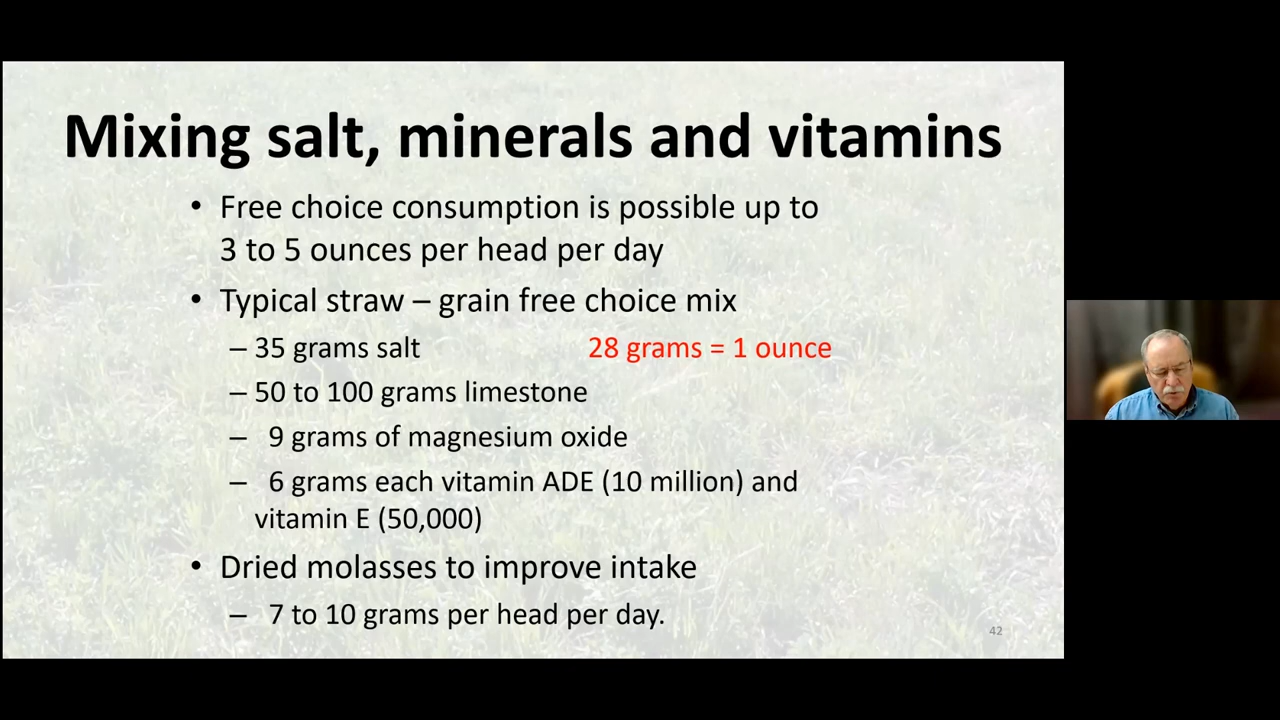 Mixing salt, minerals and vitamins
• Free choice consumption is possible up to
3 to 5 ounces per head per day
• Typical straw – grain free choice mix
– 35 grams salt 28 grams = 1 ounce
– 50 to 100 grams limestone
– 9 grams of magnesium oxide
– 6 grams each vitamin ADE (10 million) and
vitamin E (50,000)
• Dried molasses to improve intake
– 7 to 10 grams per head per day.
42